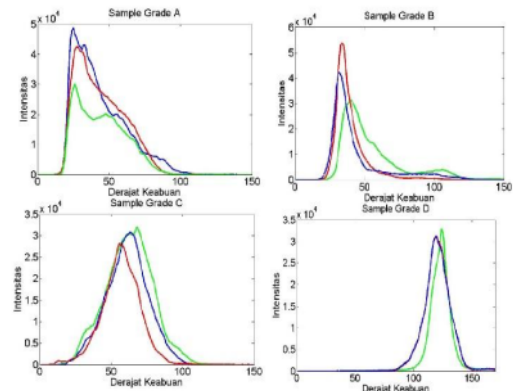 Sample Grade A
x 10^4
5
4
3
2
1
0
0 50 100 150
Intensitas
Derajat Keabuan
Sample Grade B
x 10^4
6
5
4
3
2
1
0
0 50 100 150
Intensitas
Derajat Keabuan
Sample Grade C
x 10^4
3.5
3
2.5
2
1.5
1
0.5
0
0 50 100 150
Intensitas
Derajat Keabuan
Sample Grade D
x 10^4
3.5
3
2.5
2
1.5
1
0.5
0
0 50 100 150
Intensitas
Derajat Keabuan